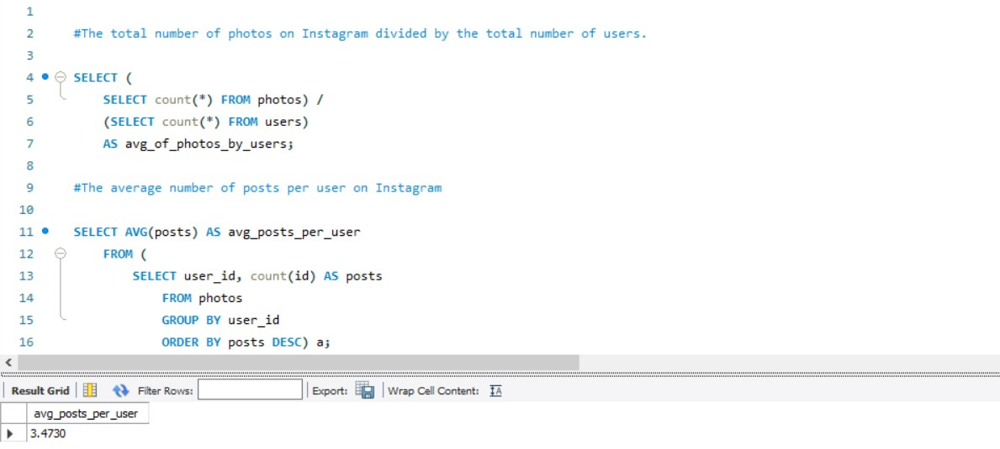 1
2 #The total number of photos on Instagram divided by the total number of users.
3
4 SELECT (
5 SELECT count(*) FROM photos) /
6 (SELECT count(*) FROM users)
7 AS avg_of_photos_by_users;
8
9 #The average number of posts per user on Instagram
10
11 SELECT AVG(posts) AS avg_posts_per_user
12 FROM (
13 SELECT user_id, count(id) AS posts
14 FROM photos
15 GROUP BY user_id
16 ORDER BY posts DESC) a;
Result Grid Filter Rows: Export: Wrap Cell Content: IA
avg_posts_per_user
3.4730